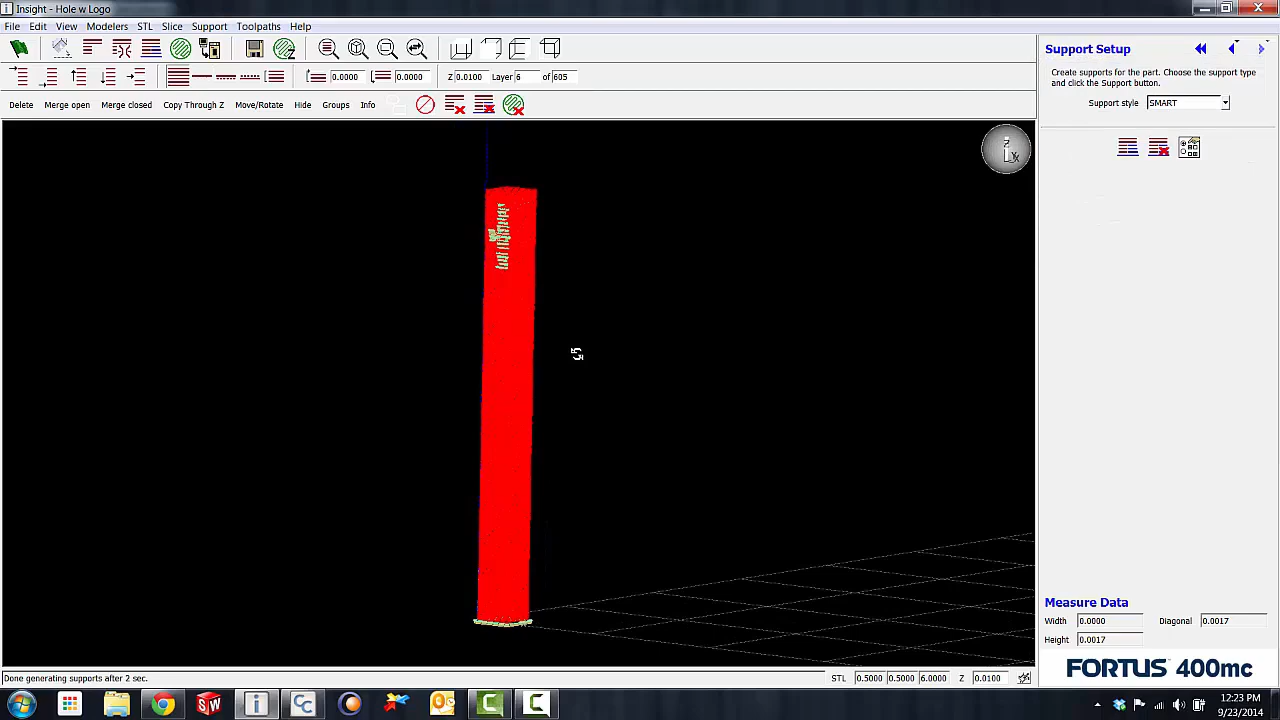 Insight - Hole w Logo
File Edit View Modelers STL Slice Support Toolpaths Help
0.0000 0.0000 Z 0.0100 Layer 6 of 605
Delete Merge open Merge closed Copy Through Z Move/Rotate Hide Groups Info
Support Setup
Create supports for the part. Choose the support type
and click the Support button.
Support style SMART
Measure Data
Width 0.0000 Diagonal 0.0017
Height 0.0017
FORTUS 400mc
Done generating supports after 2 sec.
STL 0.5000 0.5000 6.0000 Z 0.0100
12:23 PM
9/23/2014